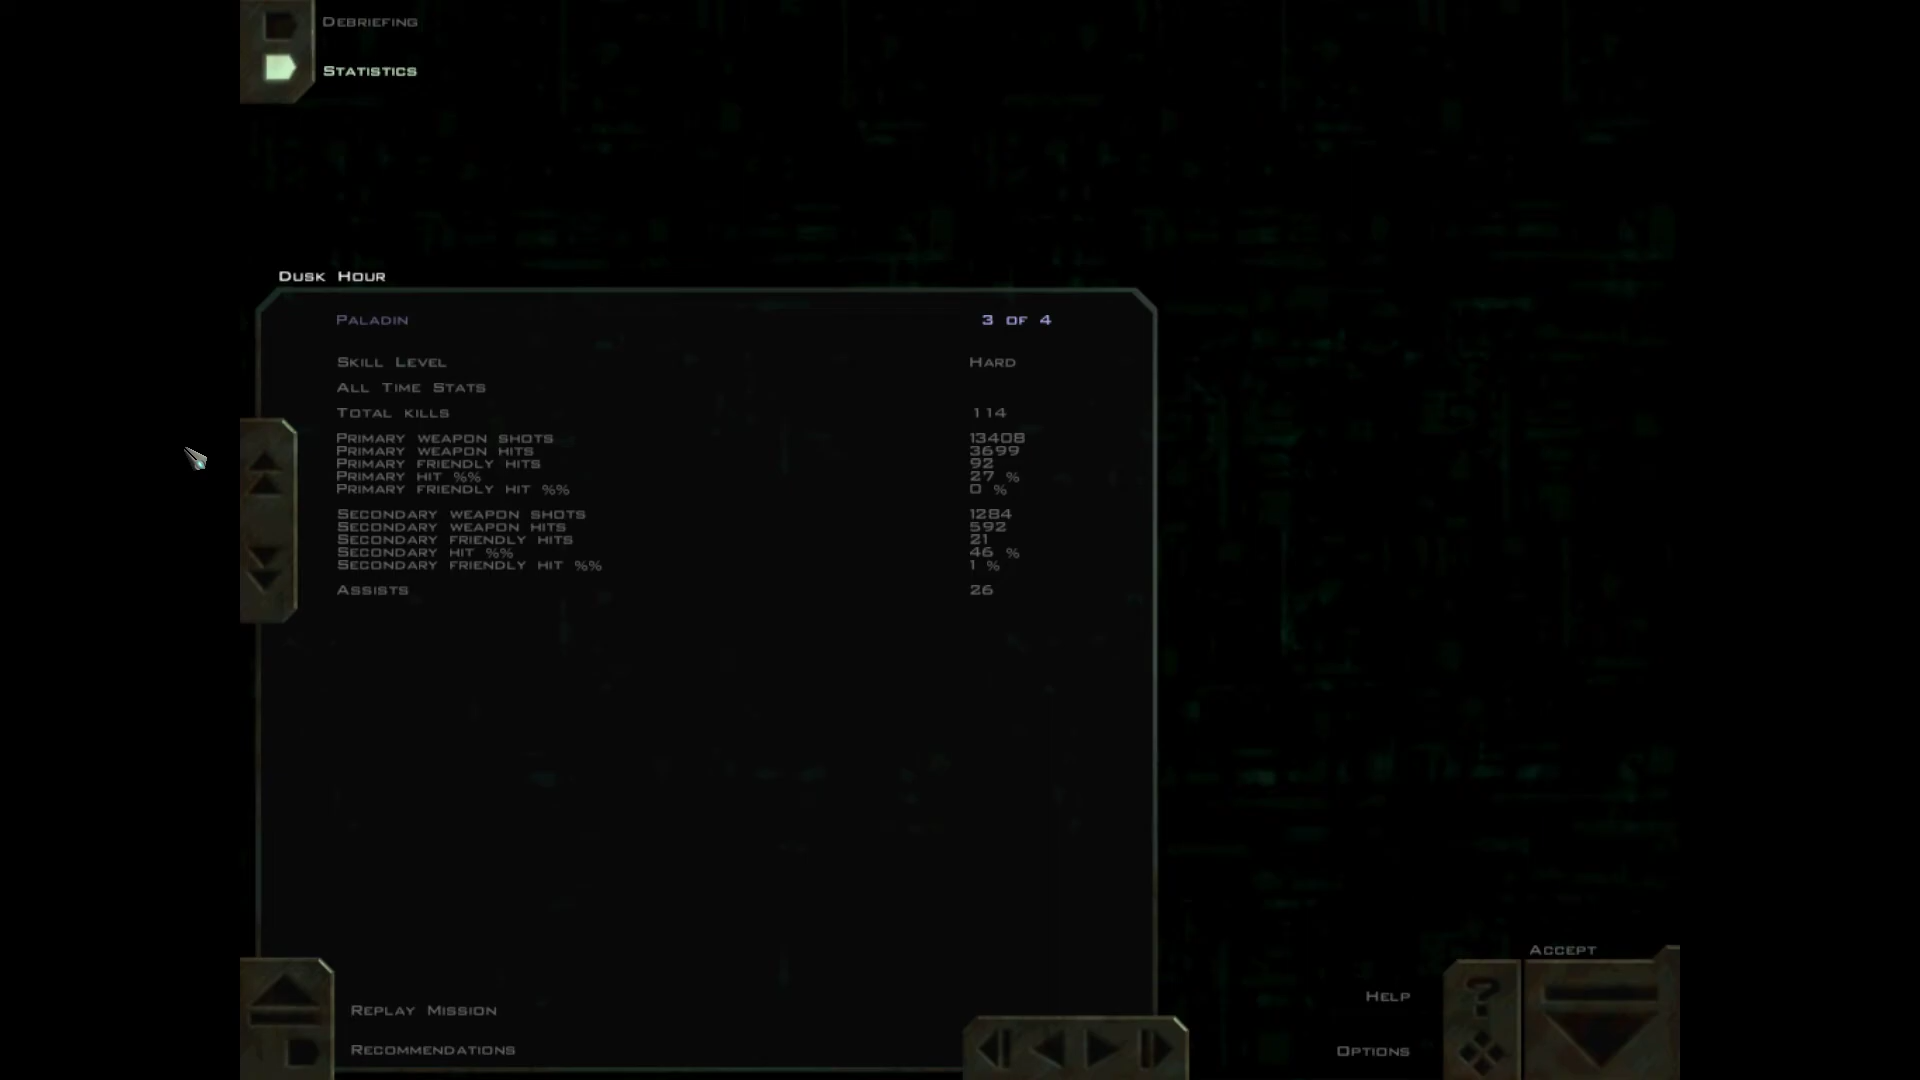 Debriefing
Statistics
Dusk Hour
Paladin 3 of 4
Skill Level Hard
All Time Stats
Total kills 114
Primary weapon shots 13408
Primary weapon hits 3699
Primary friendly hits 92
Primary hit %% 27 %
Primary friendly hit %% 0 %
Secondary weapon shots 1284
Secondary weapon hits 592
Secondary friendly hits 21
Secondary hit %% 46 %
Secondary friendly hit %% 1 %
Assists 26
Accept
Help
Replay Mission
Recommendations
Options
?